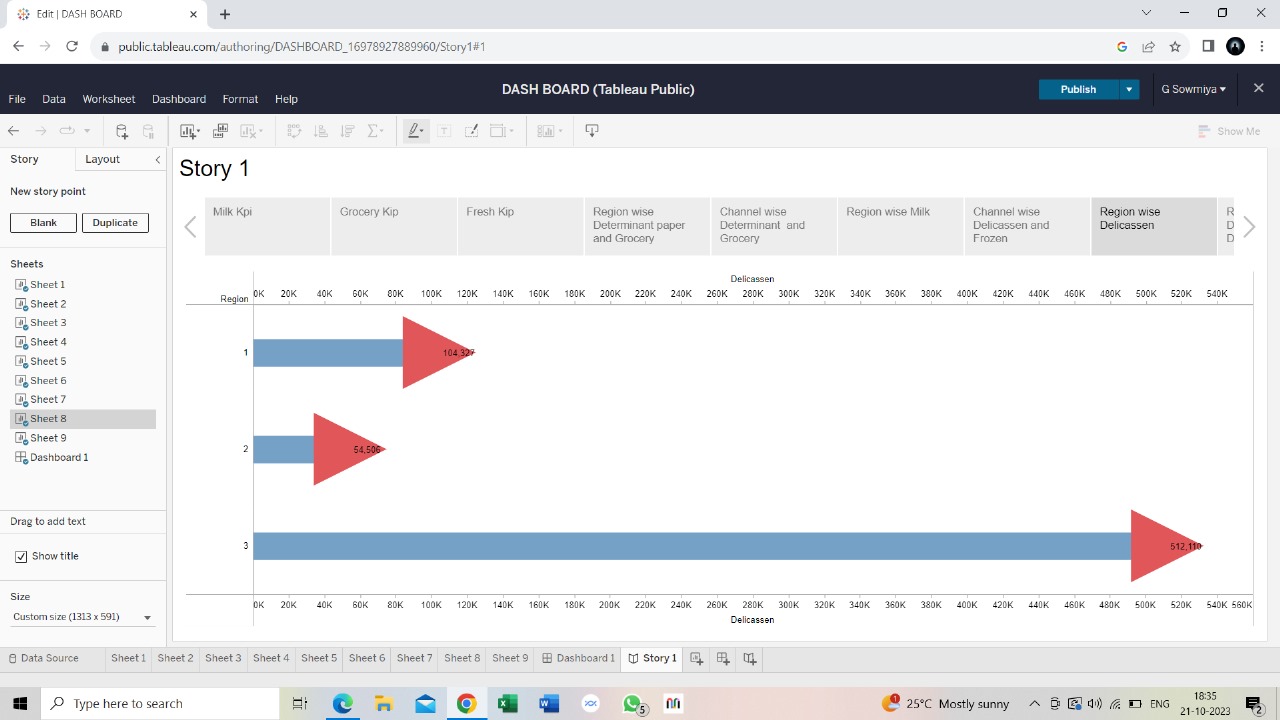 Edit | DASH BOARD
public.tableau.com/authoring/DASHBOARD_16978927889960/Story1#1
DASH BOARD (Tableau Public)
Publish
G Sowmiya
File Data Worksheet Dashboard Format Help
Show Me
Story Layout
New story point
Blank Duplicate
Sheets
Sheet 1
Sheet 2
Sheet 3
Sheet 4
Sheet 5
Sheet 6
Sheet 7
Sheet 8
Sheet 9
Dashboard 1
Drag to add text
Show title
Size
Custom size (1313 x 591)
Story 1
Milk Kpi
Grocery Kip
Fresh Kip
Region wise
Determinant paper
and Grocery
Channel wise
Determinant and
Grocery
Region wise Milk
Channel wise
Delicassen and
Frozen
Region wise
Delicassen
R
D
D
Delicassen
Region
0K 20K 40K 60K 80K 100K 120K 140K 160K 180K 200K 220K 240K 260K 280K 300K 320K 340K 360K 380K 400K 420K 440K 460K 480K 500K 520K 540K
1 104,327
2 54,506
3 512,110
0K 20K 40K 60K 80K 100K 120K 140K 160K 180K 200K 220K 240K 260K 280K 300K 320K 340K 360K 380K 400K 420K 440K 460K 480K 500K 520K 540K 560K
Delicassen
Data Source Sheet 1 Sheet 2 Sheet 3 Sheet 4 Sheet 5 Sheet 6 Sheet 7 Sheet 8 Sheet 9 Dashboard 1 Story 1
Type here to search
5
1
25°C Mostly sunny
ENG
18:35
21-10-2023
2